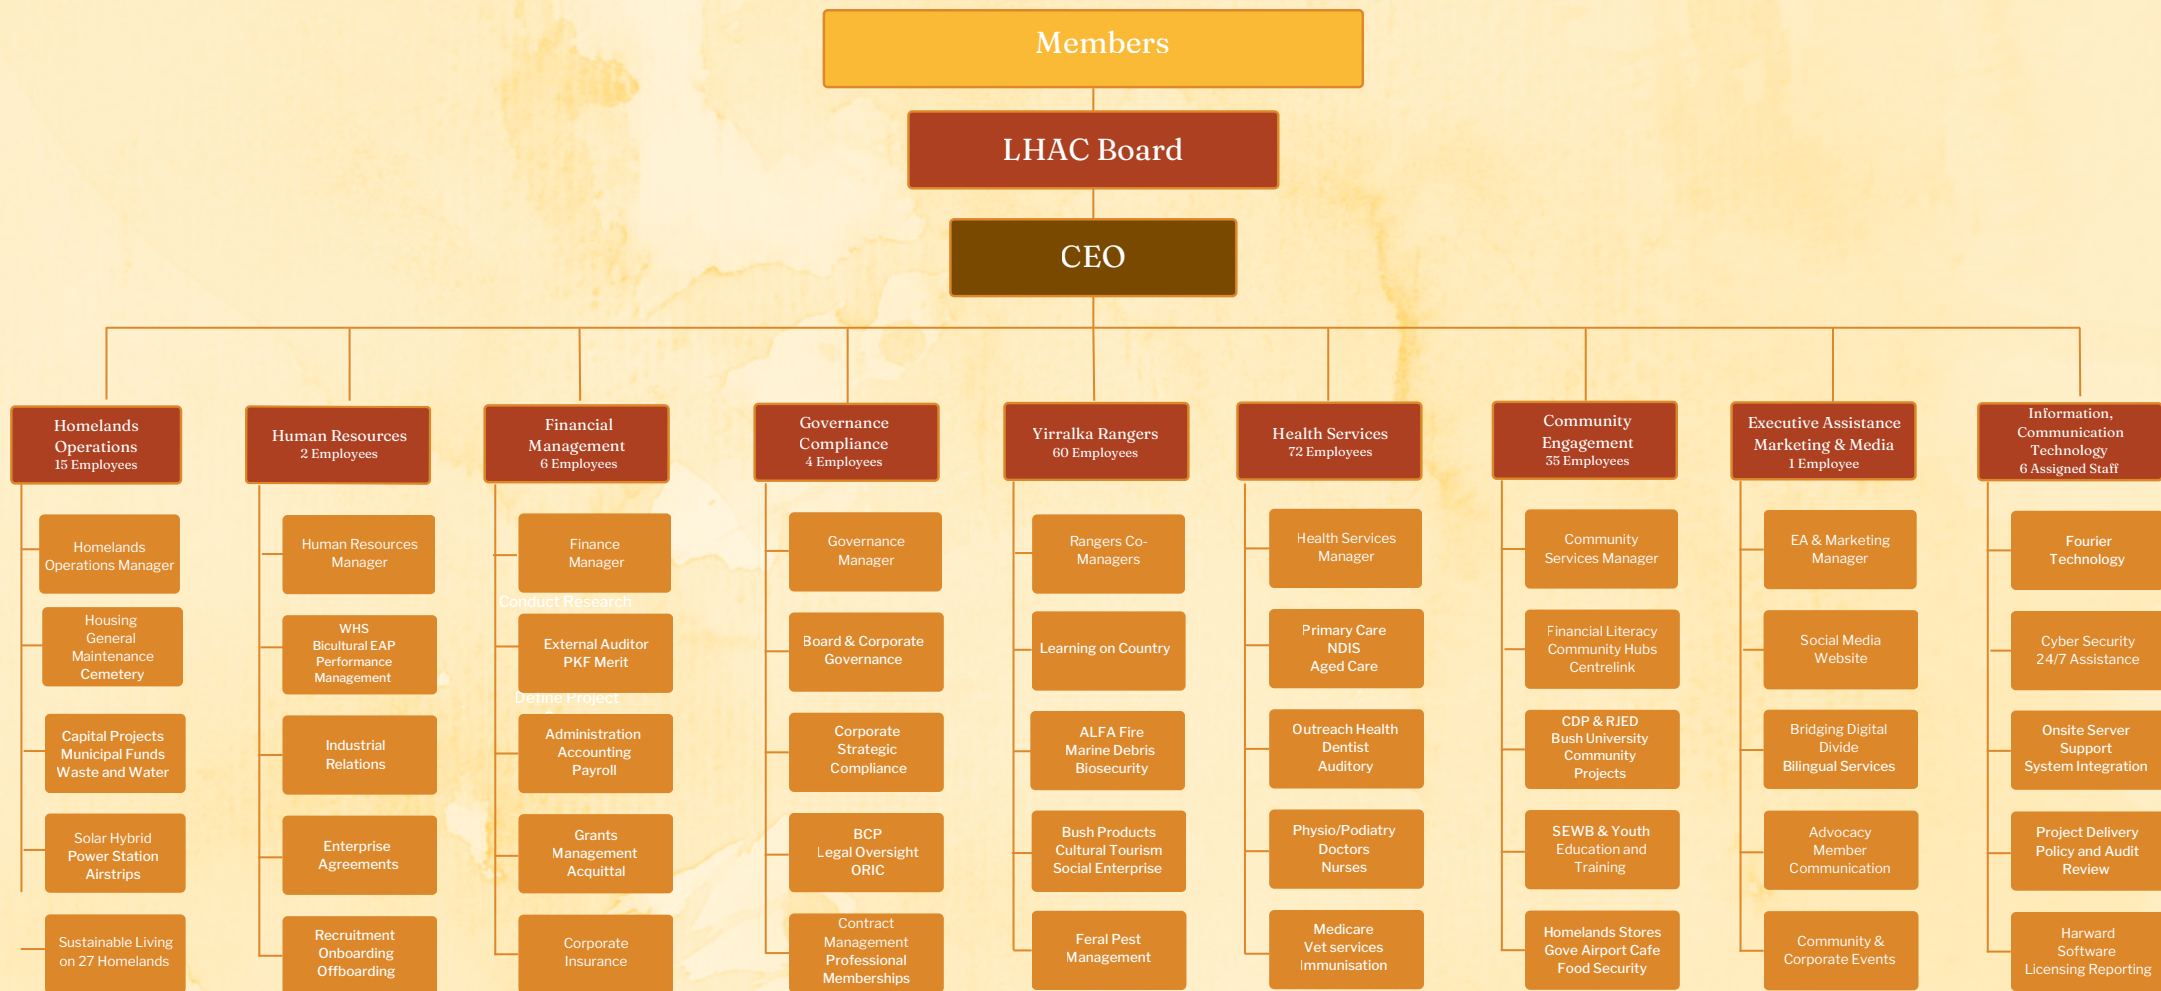 Members
LHAC Board
CEO
Homelands
Operations
15 Employees
Homelands
Operations Manager
Housing
General
Maintenance
Cemetery
Capital Projects
Municipal Funds
Waste and Water
Solar Hybrid
Power Station
Airstrips
Sustainable Living
on 27 Homelands
Human Resources
2 Employees
Human Resources
Manager
WHS
Bicultural EAP
Performance
Management
Industrial
Relations
Enterprise
Agreements
Recruitment
Onboarding
Offboarding
Financial
Management
6 Employees
Finance
Manager
Conduct Research
External Auditor
PKF Merit
Define Project
Administration
Accounting
Payroll
Grants
Management
Acquittal
Corporate
Insurance
Governance
Compliance
4 Employees
Governance
Manager
Board & Corporate
Governance
Corporate
Strategic
Compliance
BCP
Legal Oversight
ORIC
Contract
Management
Professional
Memberships
Yirralka Rangers
60 Employees
Rangers Co-
Managers
Learning on Country
ALFA Fire
Marine Debris
Biosecurity
Bush Products
Cultural Tourism
Social Enterprise
Feral Pest
Management
Health Services
72 Employees
Health Services
Manager
Primary Care
NDIS
Aged Care
Outreach Health
Dentist
Auditory
Physio/Podiatry
Doctors
Nurses
Medicare
Vet services
Immunisation
Community
Engagement
35 Employees
Community
Services Manager
Financial Literacy
Community Hubs
Centrelink
CDP & RJED
Bush University
Community
Projects
SEWB & Youth
Education and
Training
Homelands Stores
Gove Airport Cafe
Food Security
Executive Assistance
Marketing & Media
1 Employee
EA & Marketing
Manager
Social Media
Website
Bridging Digital
Divide
Bilingual Services
Advocacy
Member
Communication
Community &
Corporate Events
Information,
Communication
Technology
6 Assigned Staff
Fourier
Technology
Cyber Security
24/7 Assistance
Onsite Server
Support
System Integration
Project Delivery
Policy and Audit
Review
Harward
Software
Licensing Reporting